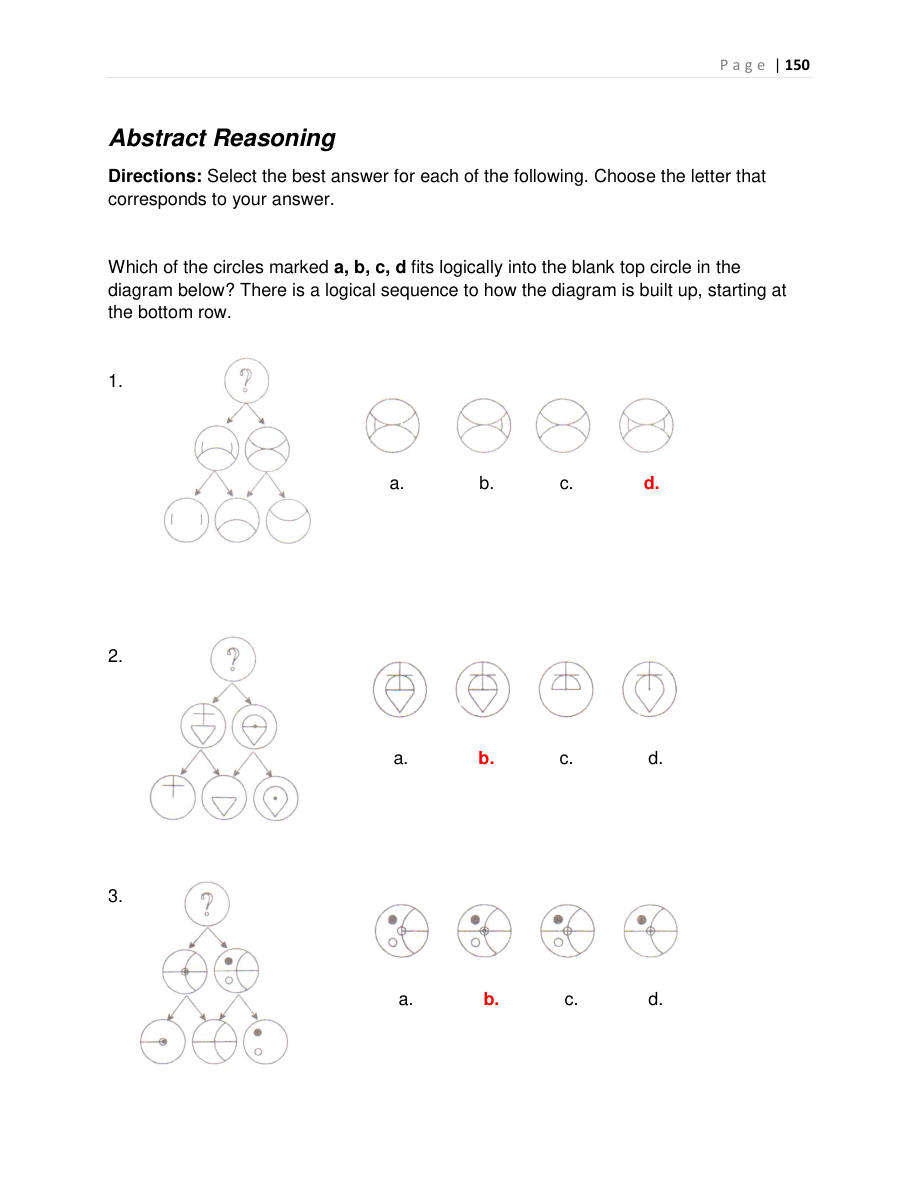 Page | 150
Abstract Reasoning
Directions: Select the best answer for each of the following. Choose the letter that
corresponds to your answer.
Which of the circles marked a, b, c, d fits logically into the blank top circle in the
diagram below? There is a logical sequence to how the diagram is built up, starting at
the bottom row.
1.
?
a. b. c. d.
2.
?
a. b. c. d.
3.
?
a. b. c. d.